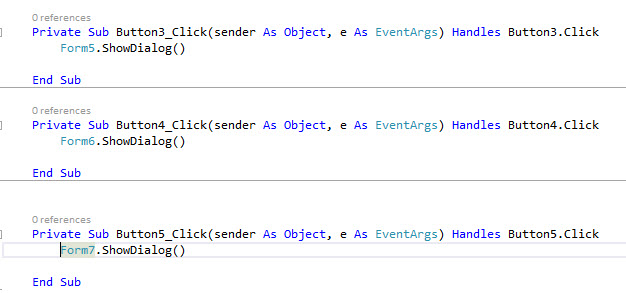 0 references
Private Sub Button3_Click(sender As Object, e As EventArgs) Handles Button3.Click
Form5.ShowDialog()
End Sub
0 references
Private Sub Button4_Click(sender As Object, e As EventArgs) Handles Button4.Click
Form6.ShowDialog()
End Sub
0 references
Private Sub Button5_Click(sender As Object, e As EventArgs) Handles Button5.Click
Form7.ShowDialog()
End Sub